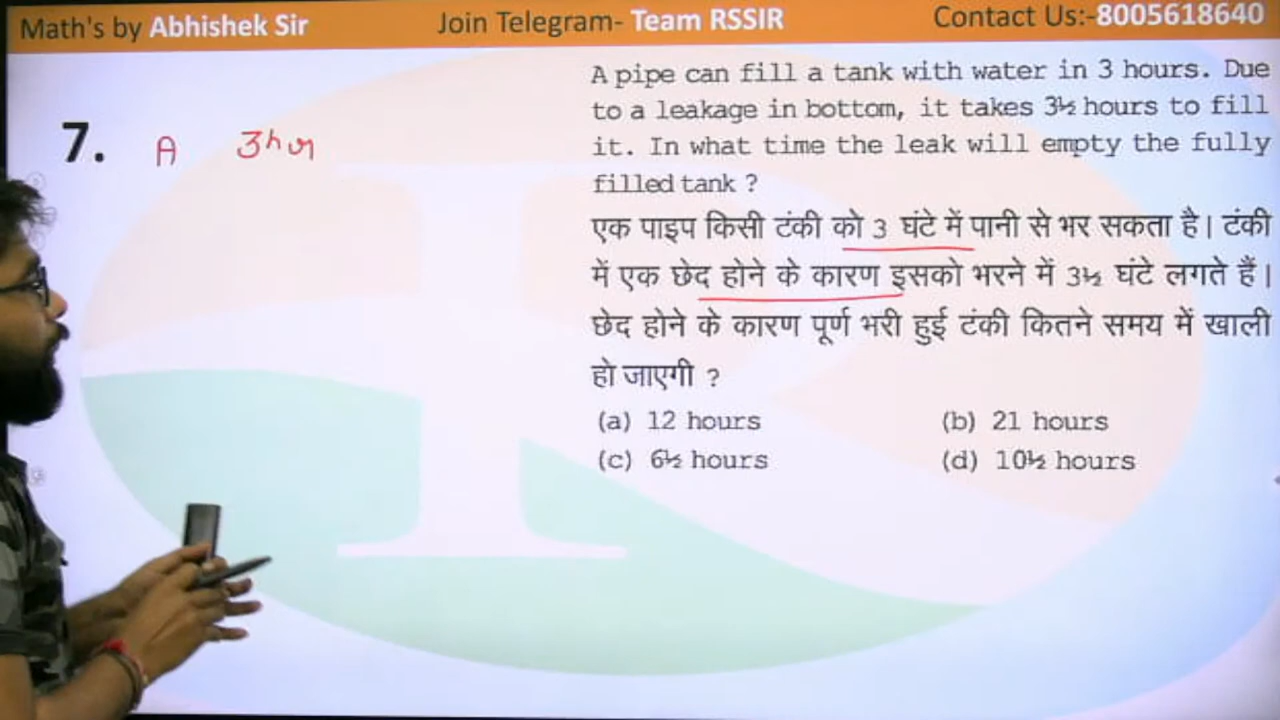 Math's by Abhishek Sir
Join Telegram- Team RSSIR
Contact Us:-8005618640
7.
A 3hr
A pipe can fill a tank with water in 3 hours. Due
to a leakage in bottom, it takes 3½ hours to fill
it. In what time the leak will empty the fully
filled tank ?
एक पाइप किसी टंकी को 3 घंटे में पानी से भर सकता है। टंकी
में एक छेद होने के कारण इसको भरने में 3½ घंटे लगते हैं।
छेद होने के कारण पूर्ण भरी हुई टंकी कितने समय में खाली
हो जाएगी ?
(a) 12 hours
(b) 21 hours
(c) 6½ hours
(d) 10½ hours